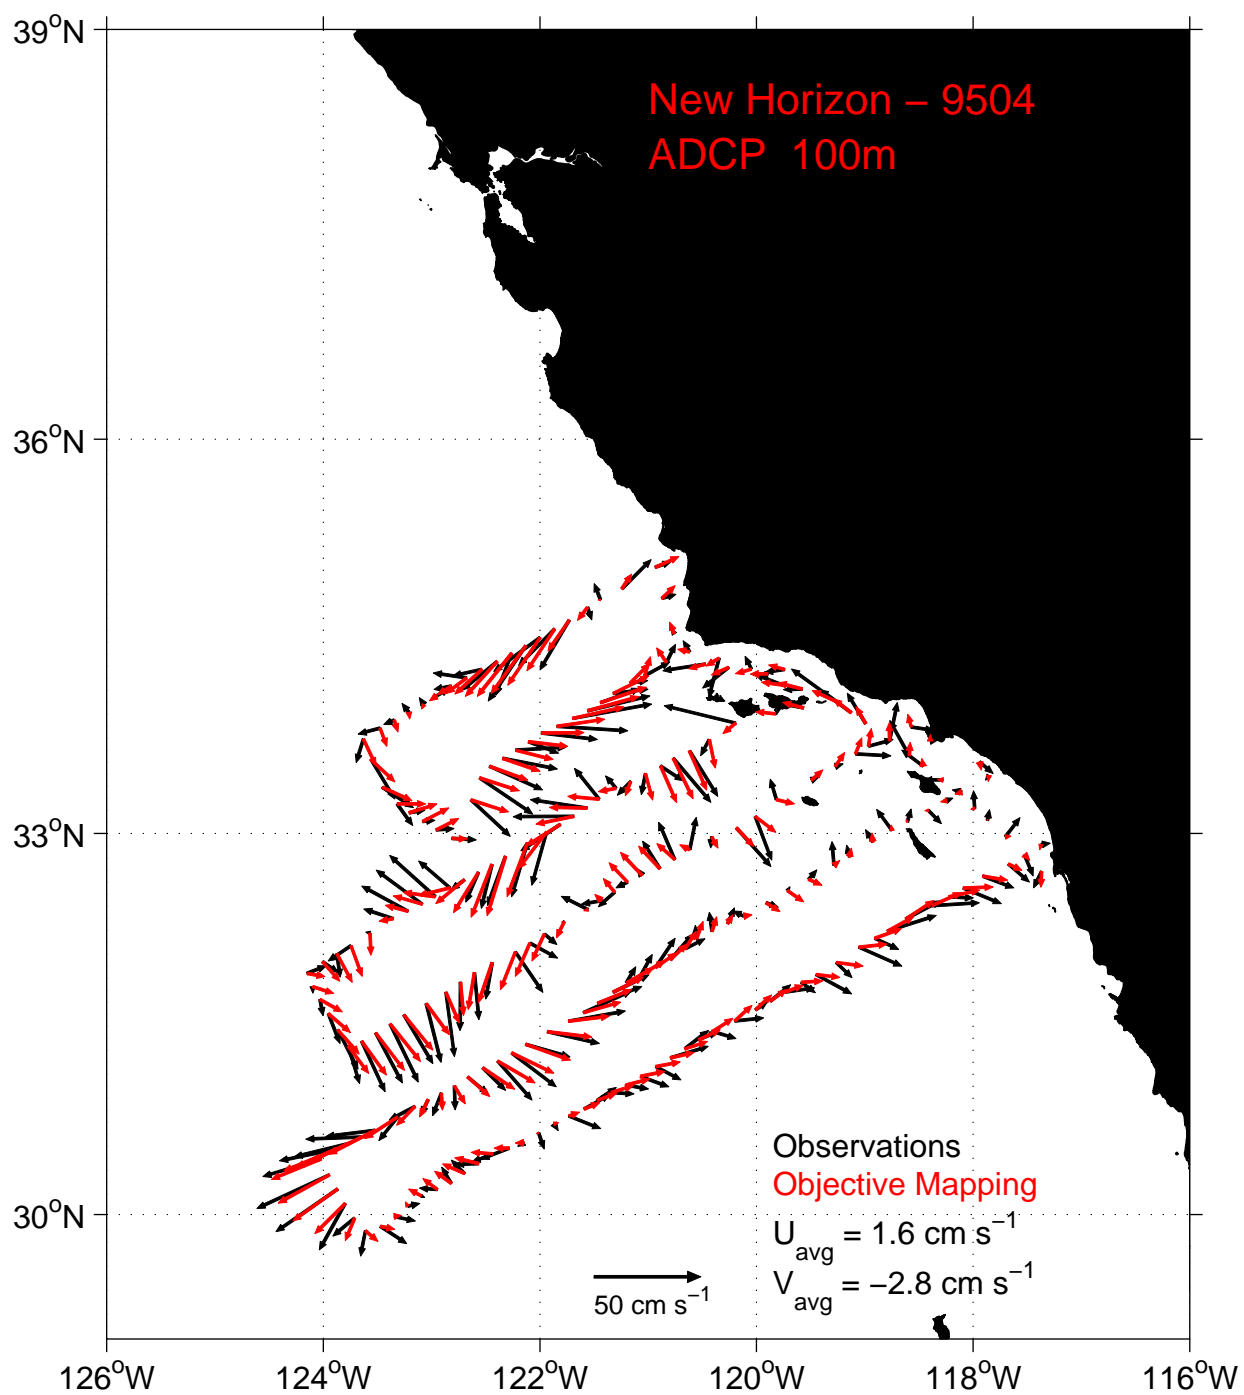 39°N
New Horizon – 9504
ADCP 100m
36°N
33°N
30°N
Observations
Objective Mapping
U_avg = 1.6 cm s⁻¹
V_avg = −2.8 cm s⁻¹
50 cm s⁻¹
126°W 124°W 122°W 120°W 118°W 116°W